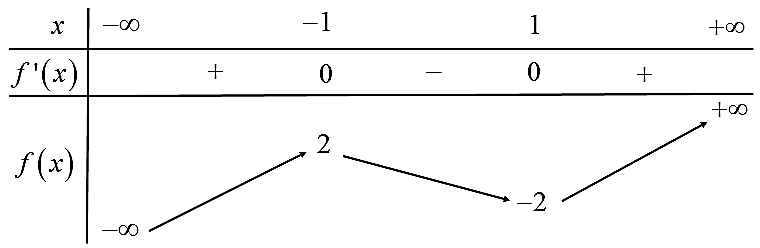 x −∞ −1 1 +∞
f'(x) + 0 − 0 +
+∞
2
f(x)
−2
−∞